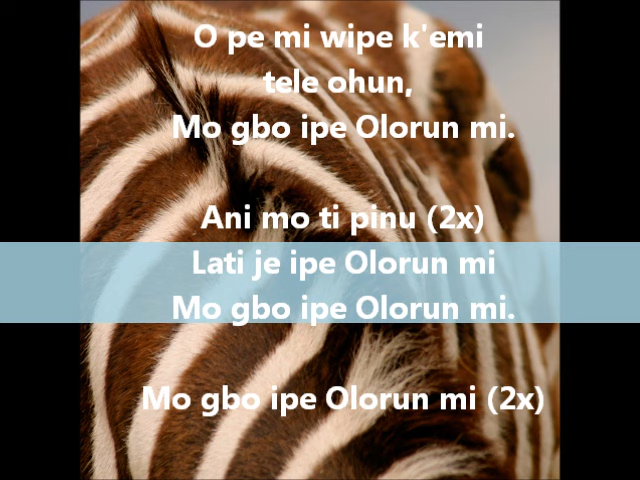 O pe mi wipe k'emi
tele ohun,
Mo gbo ipe Olorun mi.
Ani mo ti pinu (2x)
Lati je ipe Olorun mi
Mo gbo ipe Olorun mi.
Mo gbo ipe Olorun mi (2x)